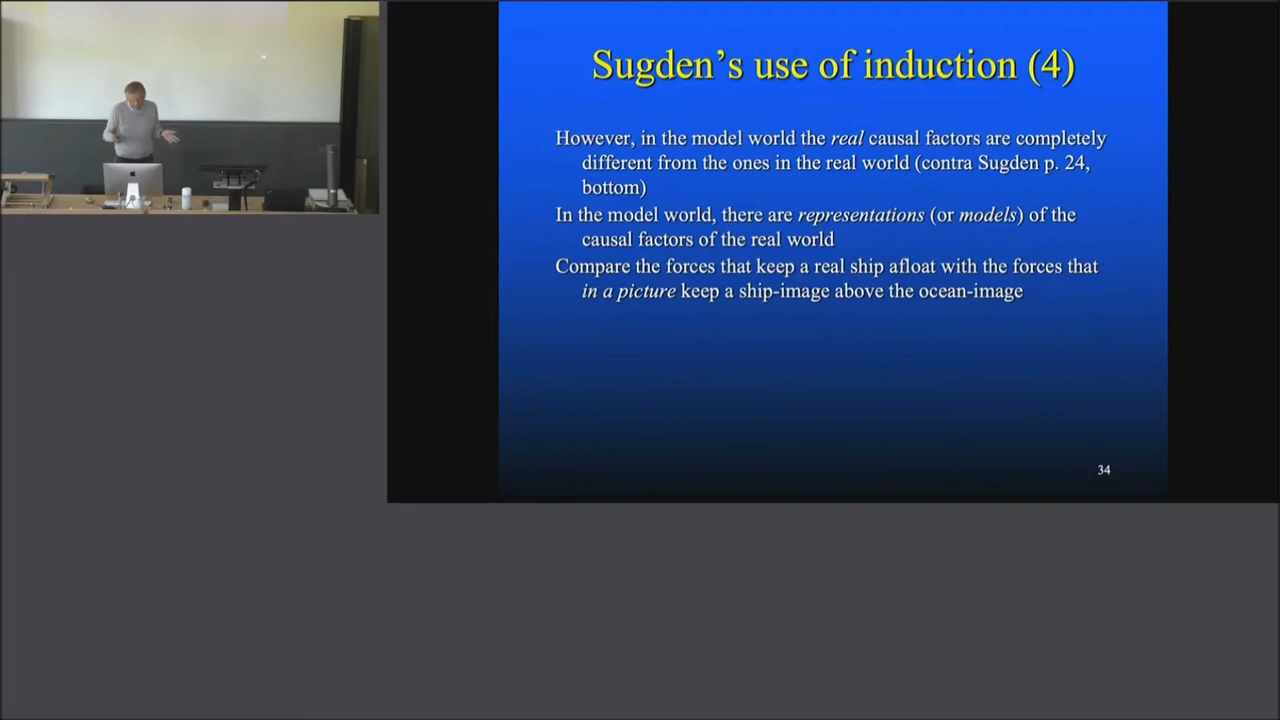 Sugden's use of induction (4)
However, in the model world the real causal factors are completely
different from the ones in the real world (contra Sugden p. 24,
bottom)
In the model world, there are representations (or models) of the
causal factors of the real world
Compare the forces that keep a real ship afloat with the forces that
in a picture keep a ship-image above the ocean-image
34